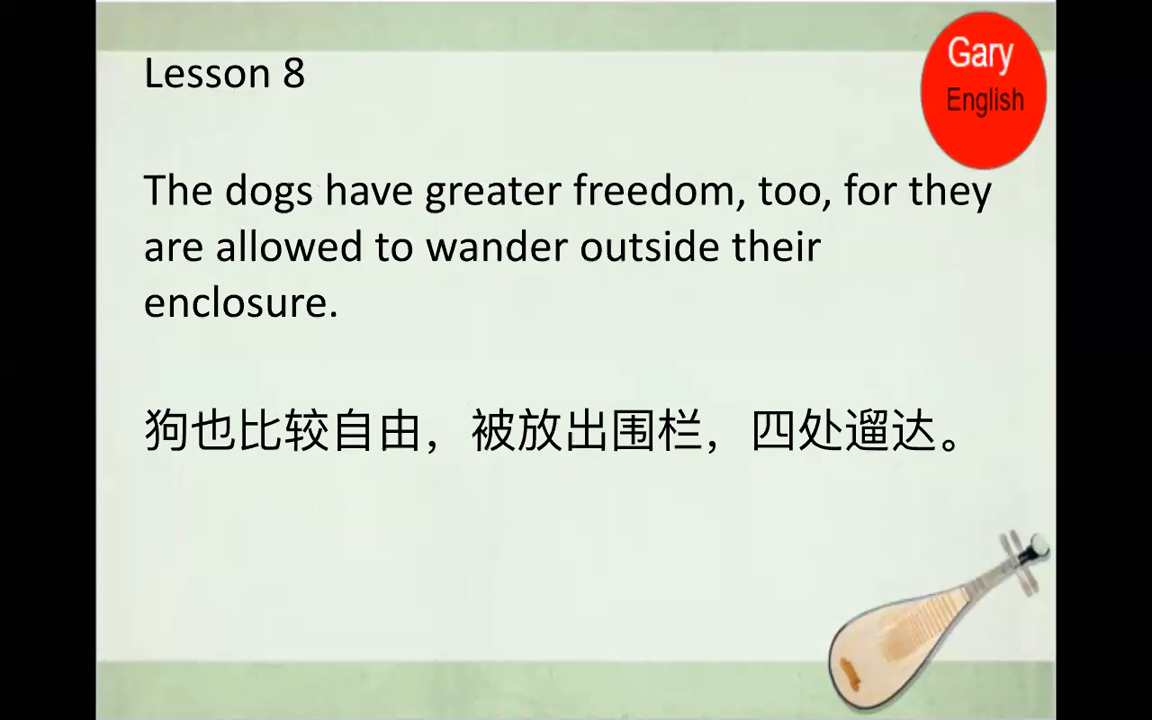 Lesson 8
Gary
English
The dogs have greater freedom, too, for they
are allowed to wander outside their
enclosure.
狗也比较自由，被放出围栏，四处遛达。